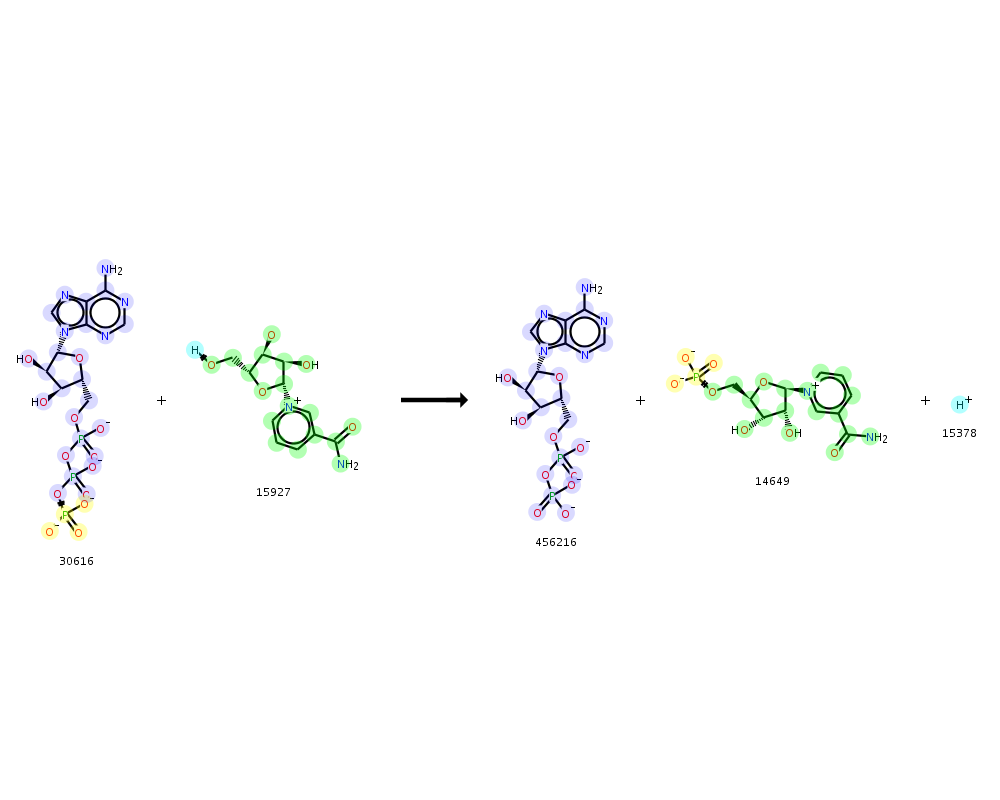 NH2
N
N
N
N
HO
O
HO
O
P
O-
O
O
O-
P
O
O
O-
P
O-
O
30616
+
H
O
O
OH
O
N+
O
NH2
15927
NH2
N
N
N
N
HO
O
HO
O
P
O-
O
O
O-
P
O
O-
456216
+
O-
O
P
O-
O
O
N+
HO
OH
O
NH2
14649
+
H+
15378